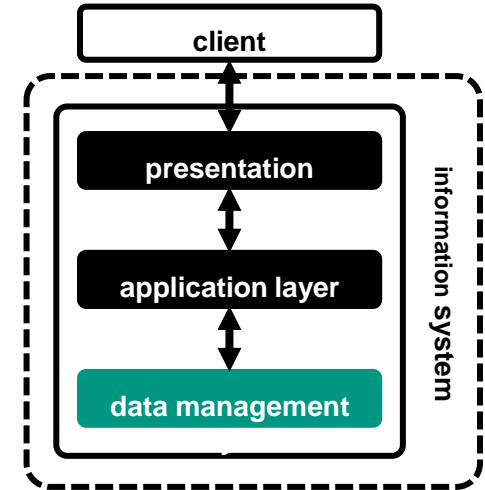 client
presentation
application layer
data management
information system